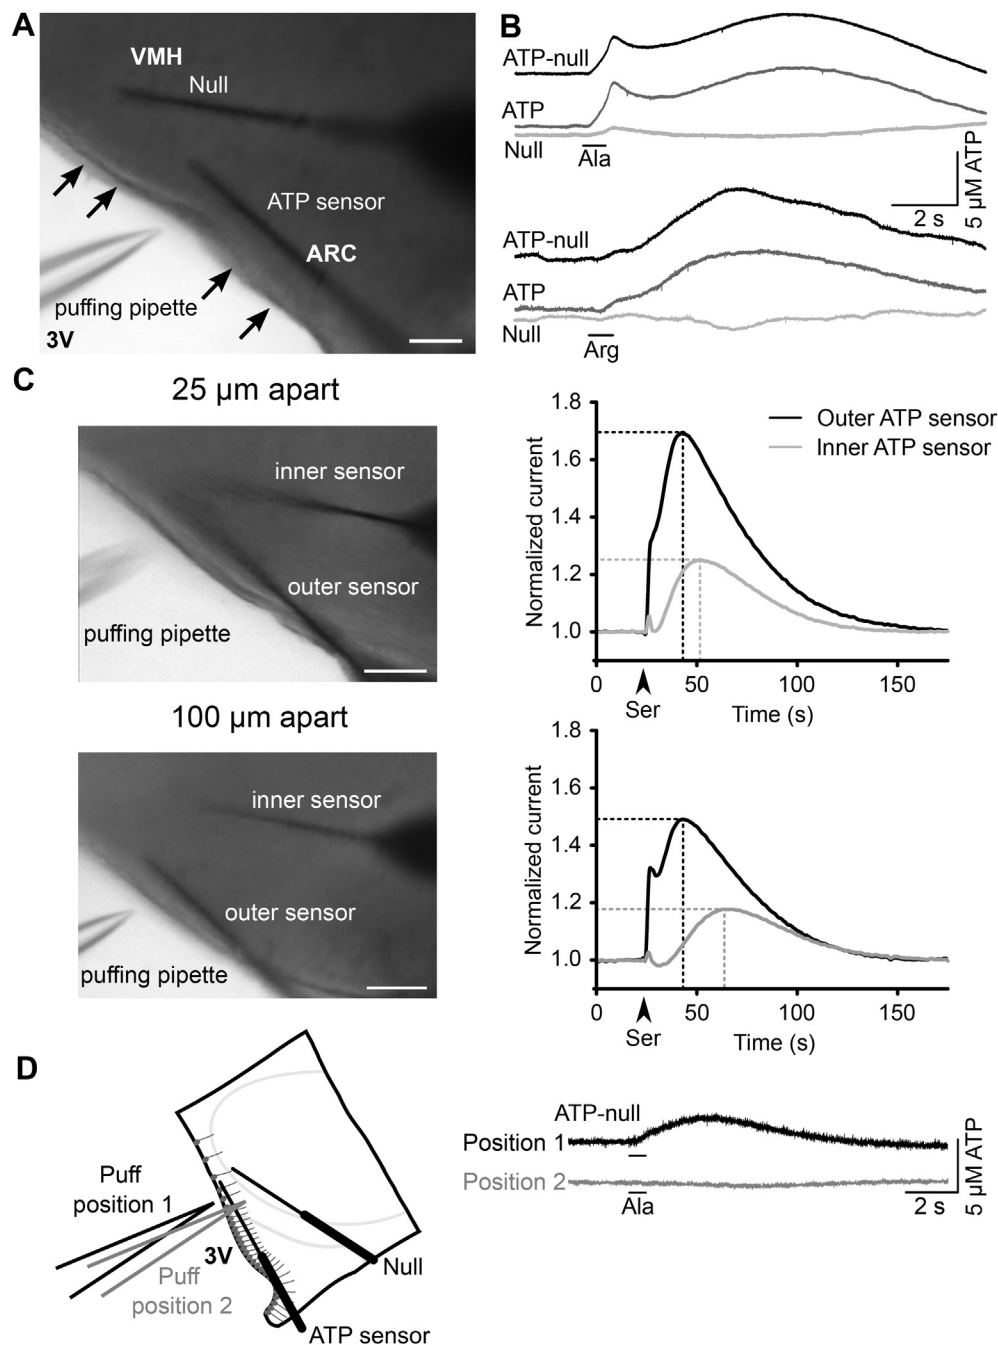 A
VMH
Null
ATP sensor
ARC
puffing pipette
3V
B
ATP-null
ATP
Null
Ala
2 s
5 µM ATP
ATP-null
ATP
Null
Arg
C
25 µm apart
inner sensor
outer sensor
puffing pipette
1.8
1.6
1.4
1.2
1.0
Normalized current
Outer ATP sensor
Inner ATP sensor
0
50
100
150
Ser
Time (s)
100 µm apart
inner sensor
outer sensor
puffing pipette
1.8
1.6
1.4
1.2
1.0
Normalized current
0
50
100
150
Ser
Time (s)
D
Puff
position 1
3V
Puff
position 2
Null
ATP sensor
ATP-null
Position 1
Position 2
Ala
2 s
5 µM ATP